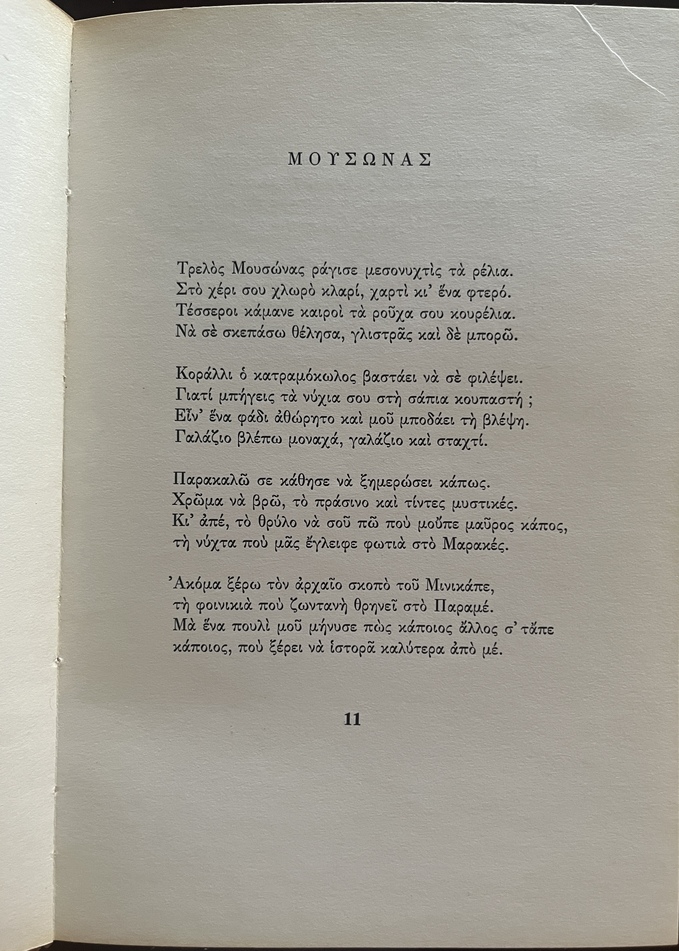 ΜΟΥΣΩΝΑΣ
Τρελὸς Μουσώνας ράγισε μεσονυχτὶς τὰ ρέλια.
Στὸ χέρι σου χλωρὸ κλαρί, χαρτὶ κι' ἕνα φτερό.
Τέσσεροι κάμανε καιροὶ τὰ ροῦχα σου κουρέλια.
Νὰ σὲ σκεπάσω θέλησα, γλιστρᾶς καὶ δὲ μπορῶ.
Κοράλλι ὁ κατραμόκωλος βαστάει νὰ σὲ φιλέψει.
Γιατί μπήγεις τὰ νύχια σου στὴ σάπια κουπαστή ;
Εἶν' ἕνα φάδι ἀθώρητο καὶ μοῦ μποδάει τὴ βλέψη.
Γαλάζιο βλέπω μοναχά, γαλάζιο καὶ σταχτί.
Παρακαλῶ σε κάθησε νὰ ξημερώσει κάπως.
Χρῶμα νὰ βρῶ, τὸ πράσινο καὶ τίντες μυστικές.
Κι' ἀπέ, τὸ θρύλο νὰ σοῦ πῶ ποὺ μοὖπε μαῦρος κάπος,
τὴ νύχτα ποὺ μᾶς ἔγλειφε φωτιὰ στὸ Μαρακές.
Ἀκόμα ξέρω τὸν ἀρχαῖο σκοπὸ τοῦ Μινικάπε,
τὴ φοινικιὰ ποὺ ζωντανὴ θρηνεῖ στὸ Παραμέ.
Μὰ ἕνα πουλὶ μοῦ μήνυσε πὼς κάποιος ἄλλος σ' τἄπε
κάποιος, ποὺ ξέρει νὰ ἱστορᾶ καλύτερα ἀπὸ μέ.
11